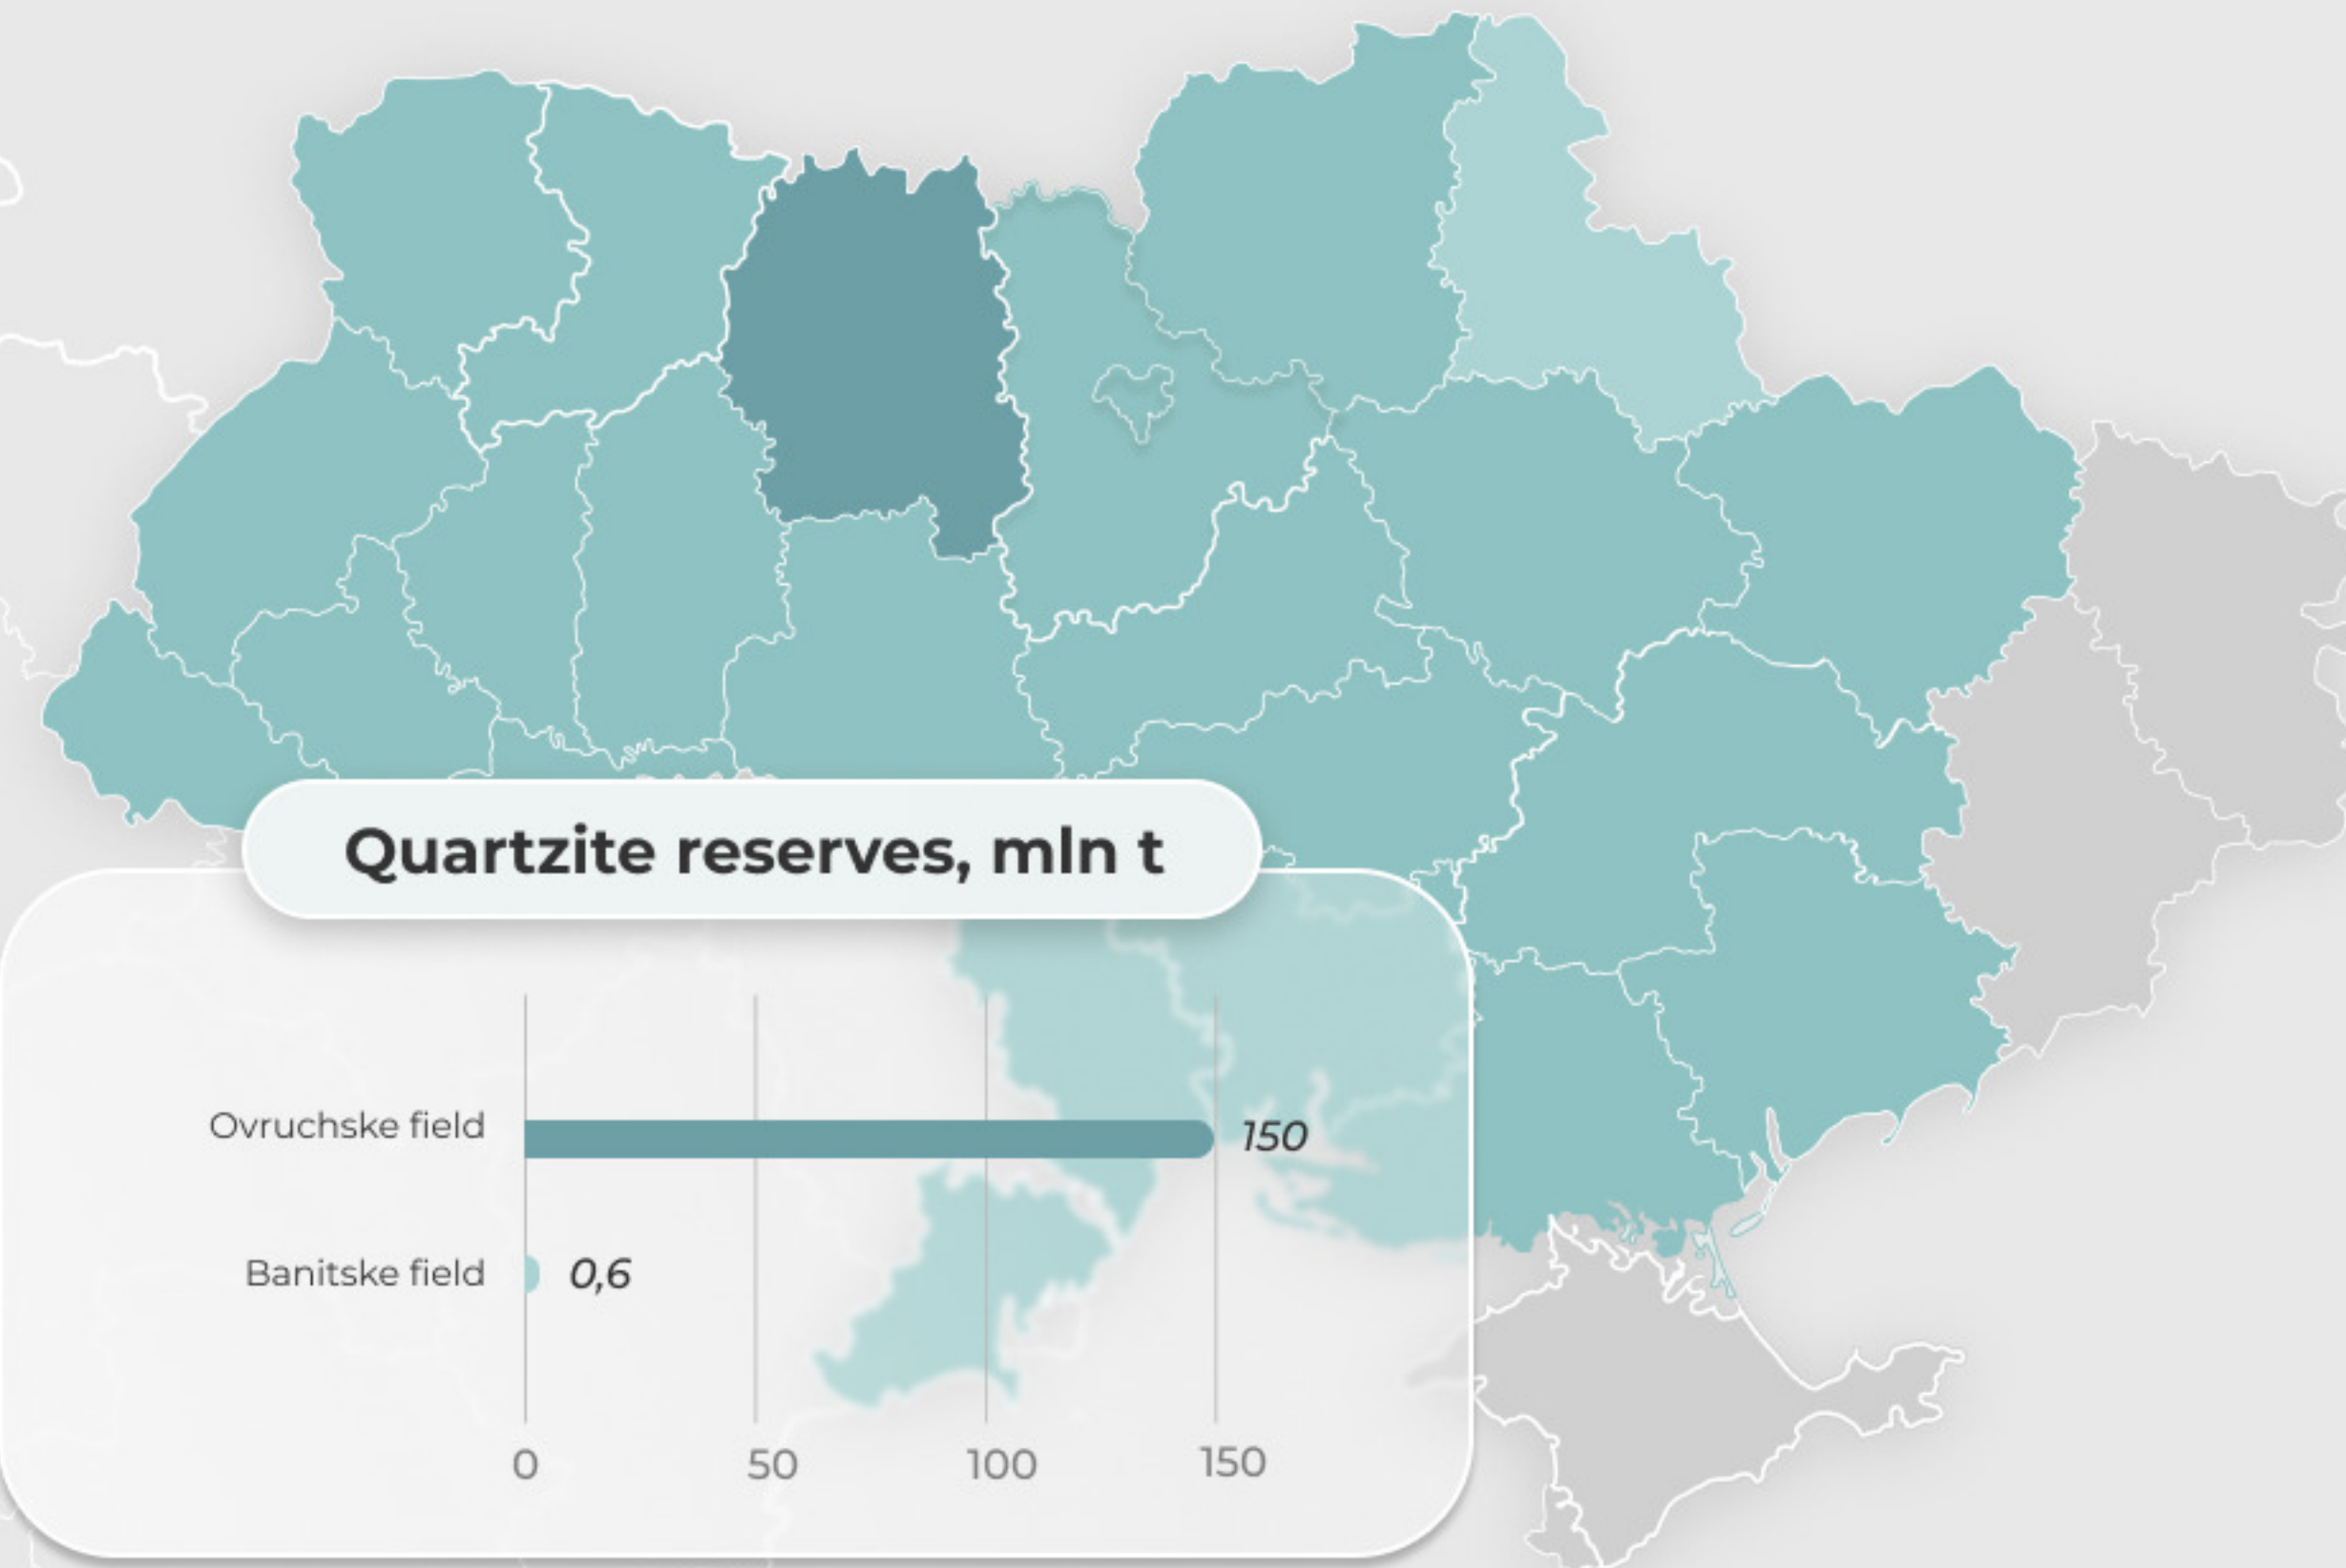 Quartzite reserves, mln t
Ovruchske field
150
Banitske field
0,6
0
50
100
150